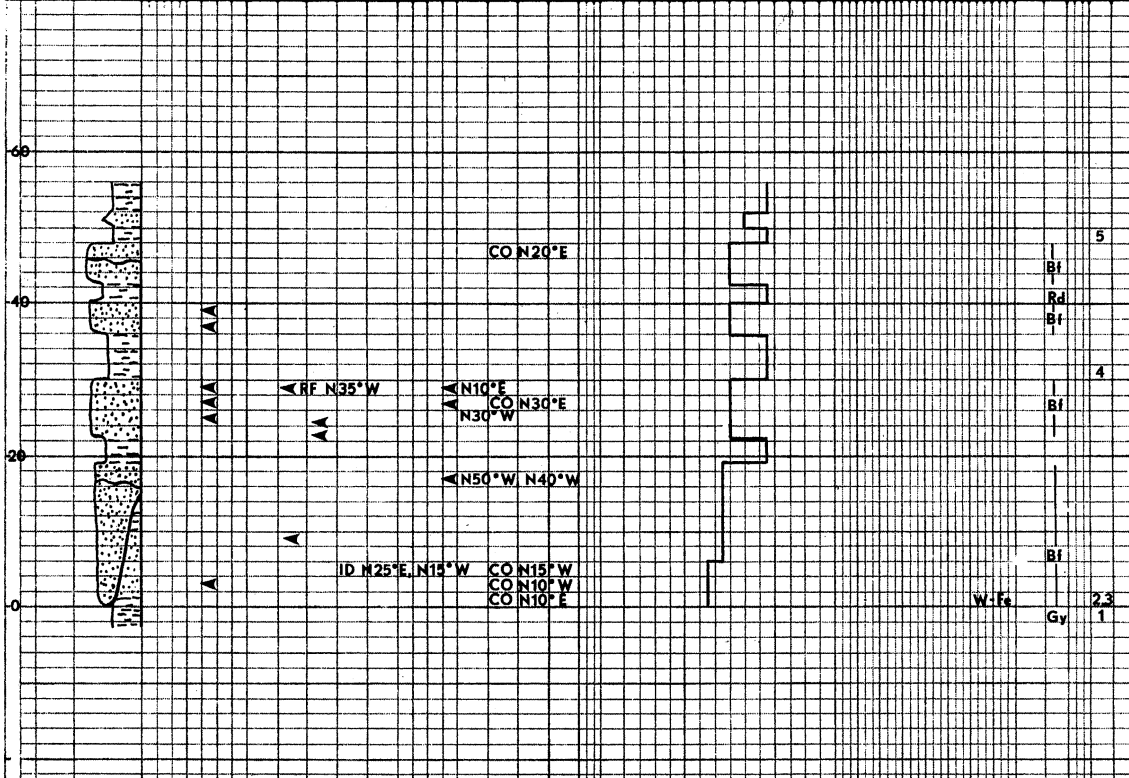 60
CO N20°E
5
Bf
40
Rd
Bf
4
RF N35°W N10°E
CO N30°E
Bf
N30°W
20
N50°W, N40°W
Bf
ID N25°E, N15°W CO N15°W
CO N10°W
0
CO N10°E
W-Fe
2,3
Gy
1